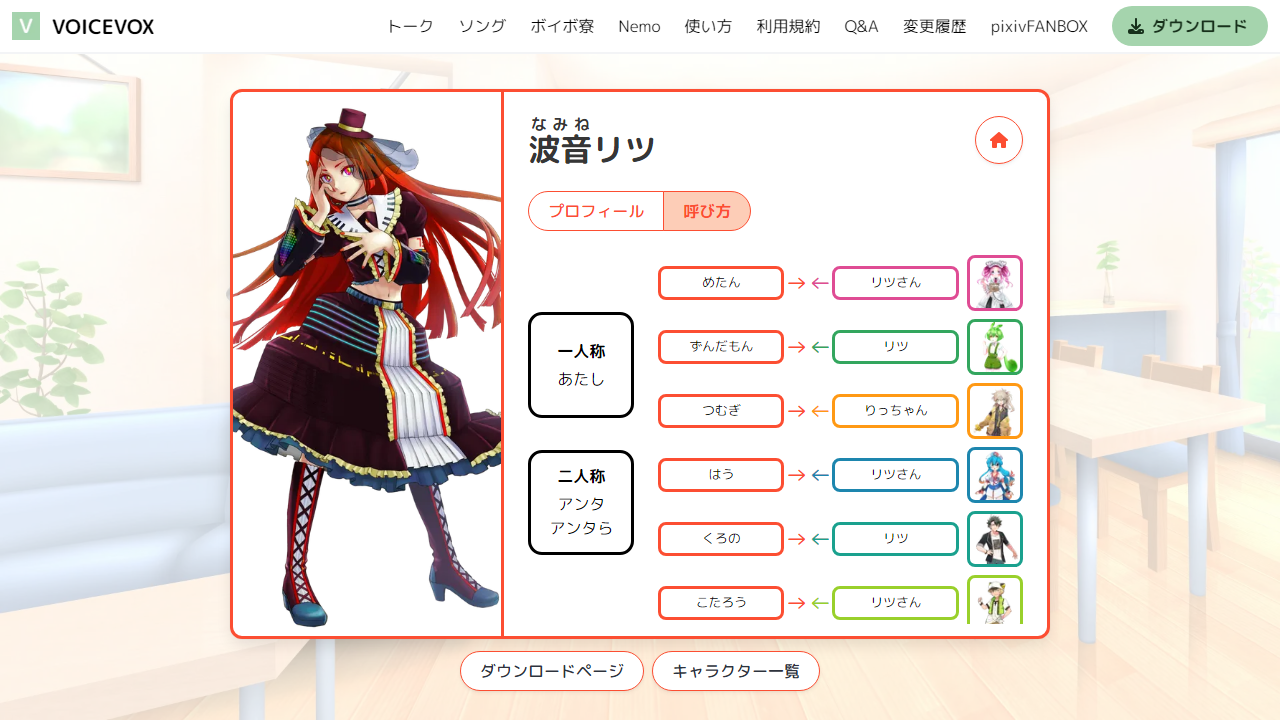 V VOICEVOX トーク ソング ボイボ寮 Nemo 使い方 利用規約 Q&A 変更履歴 pixivFANBOX ダウンロード
なみね
波音リツ
プロフィール 呼び方
一人称
あたし
二人称
アンタ
アンタら
めたん → ← リツさん
ずんだもん → ← リツ
つむぎ → ← りっちゃん
はう → ← リツさん
くろの → ← リツ
こたろう → ← リツさん
ダウンロードページ キャラクター一覧